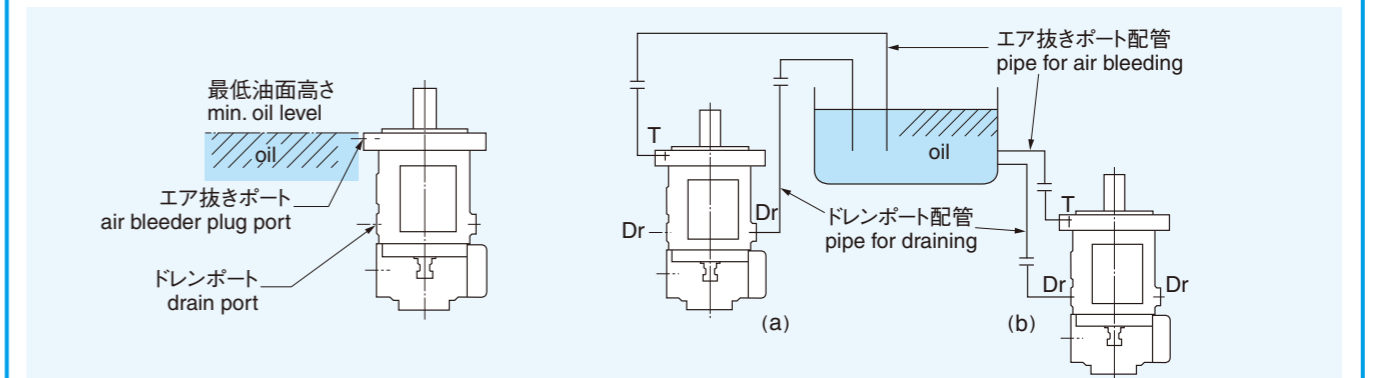 最低油面高さ
min. oil level
oil
エア抜きポート
air bleeder plug port
ドレンポート
drain port
エア抜きポート配管
pipe for air bleeding
T
oil
T
Dr
Dr
ドレンポート配管
pipe for draining
Dr
Dr
(a)
(b)